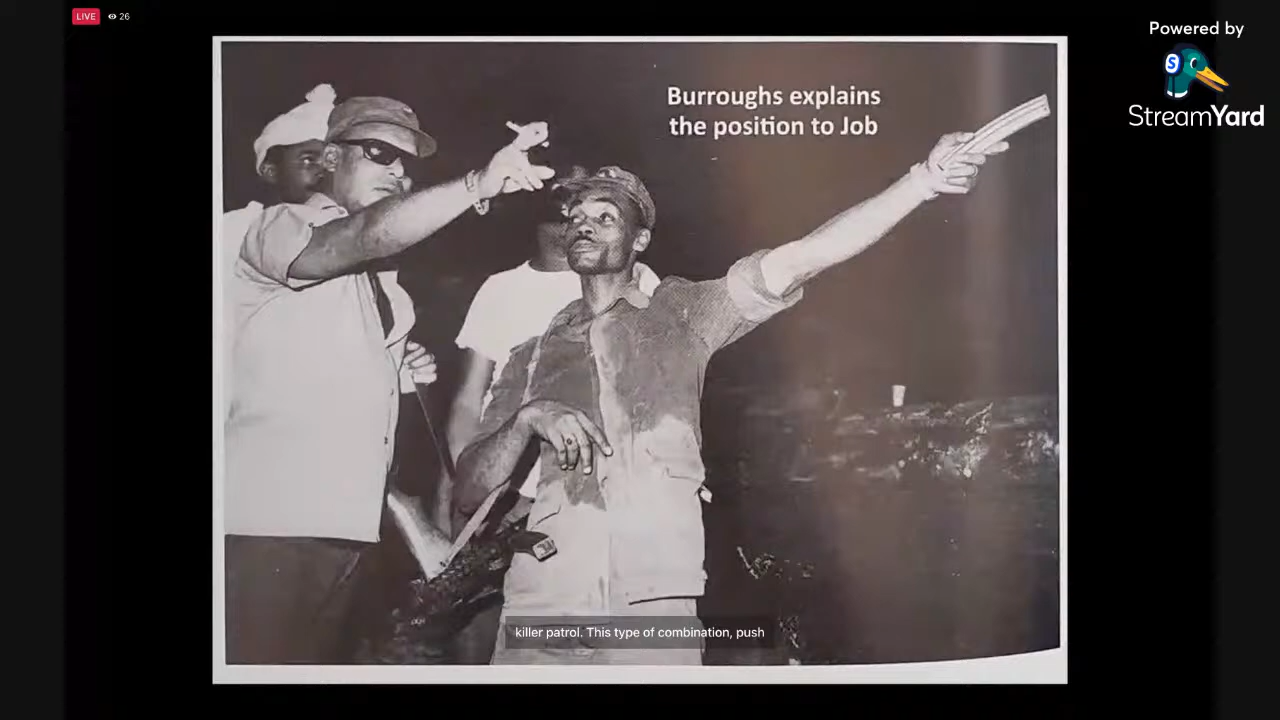 LIVE 26
Powered by
StreamYard
Burroughs explains
the position to Job
killer patrol. This type of combination, push